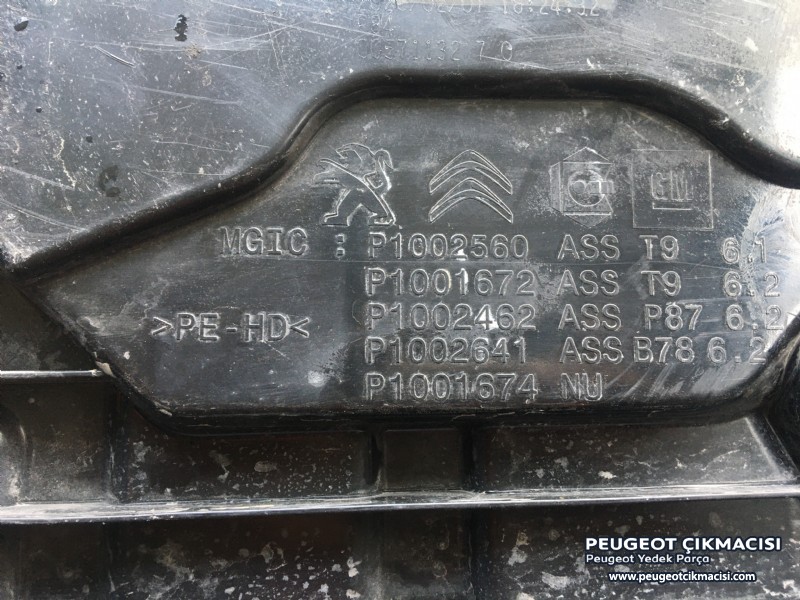 GM
MGIC : P1002560 ASS T9 6.1
P1001672 ASS T9 6.2
>PE-HD< P1002462 ASS P87 6.2
P1002641 ASS B78 6.2
P1001674 NU
PEUGEOT ÇIKMACISI
Peugeot Yedek Parça
www.peugeotcikmacisi.com